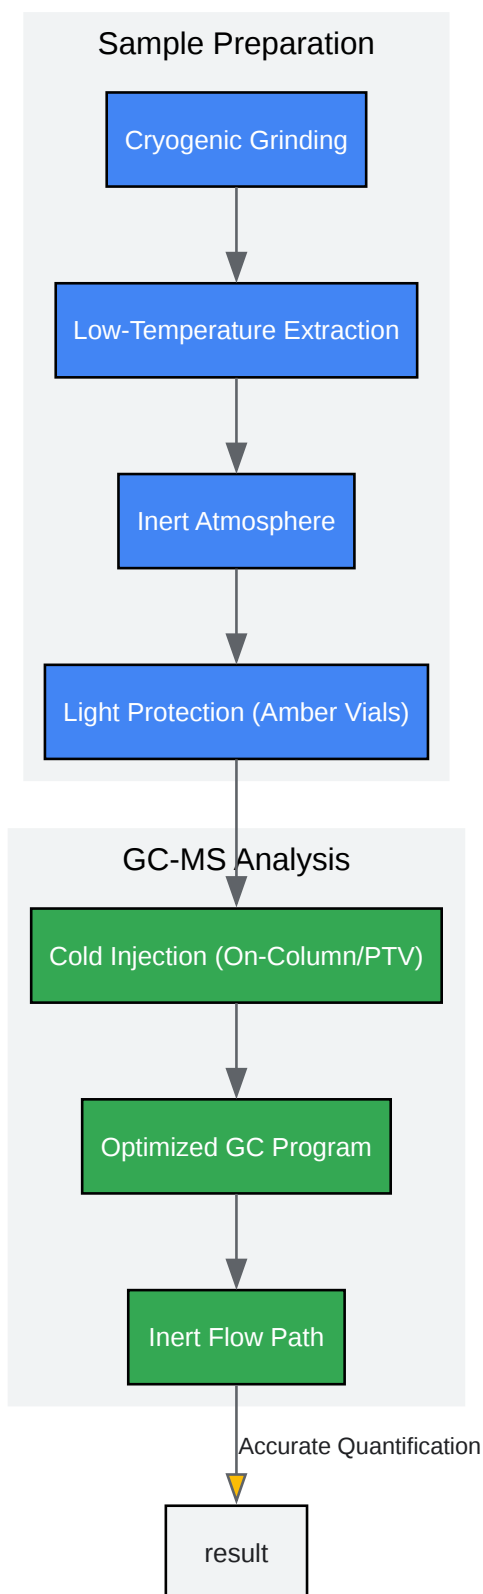 Sample Preparation
Cryogenic Grinding
Low-Temperature Extraction
Inert Atmosphere
Light Protection (Amber Vials)
GC-MS Analysis
Cold Injection (On-Column/PTV)
Optimized GC Program
Inert Flow Path
Accurate Quantification
result